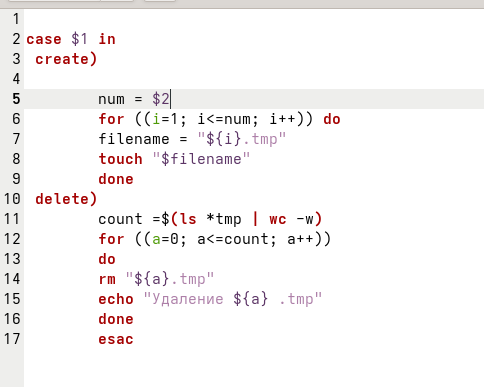 1
2 case $1 in
3 create)
4
5 num = $2
6 for ((i=1; i<=num; i++)) do
7 filename = "${i}.tmp"
8 touch "$filename"
9 done
10 delete)
11 count =$(ls *tmp | wc -w)
12 for ((a=0; a<=count; a++))
13 do
14 rm "${a}.tmp"
15 echo "Удаление ${a} .tmp"
16 done
17 esac